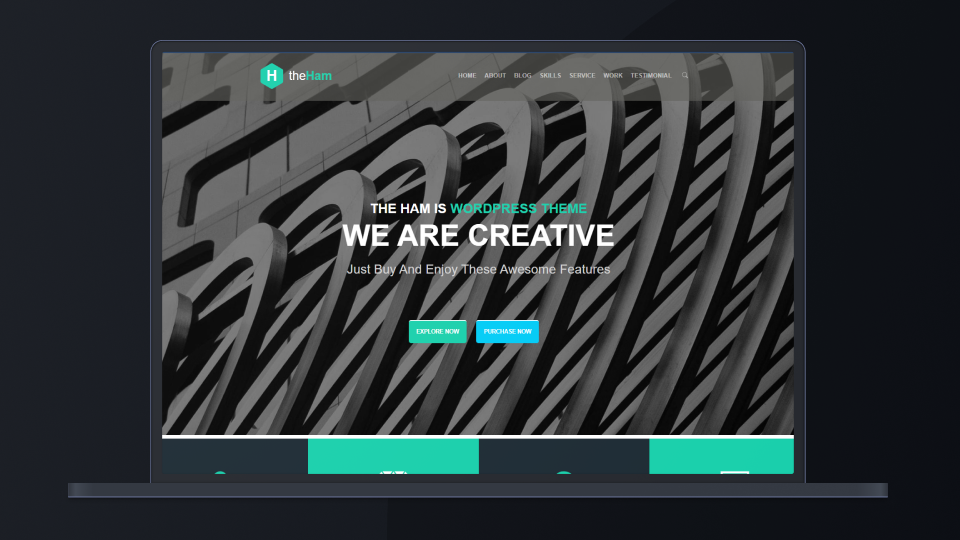 H theHam
HOME ABOUT BLOG SKILLS SERVICE WORK TESTIMONIAL
THE HAM IS WORDPRESS THEME
WE ARE CREATIVE
Just Buy And Enjoy These Awesome Features
EXPLORE NOW PURCHASE NOW